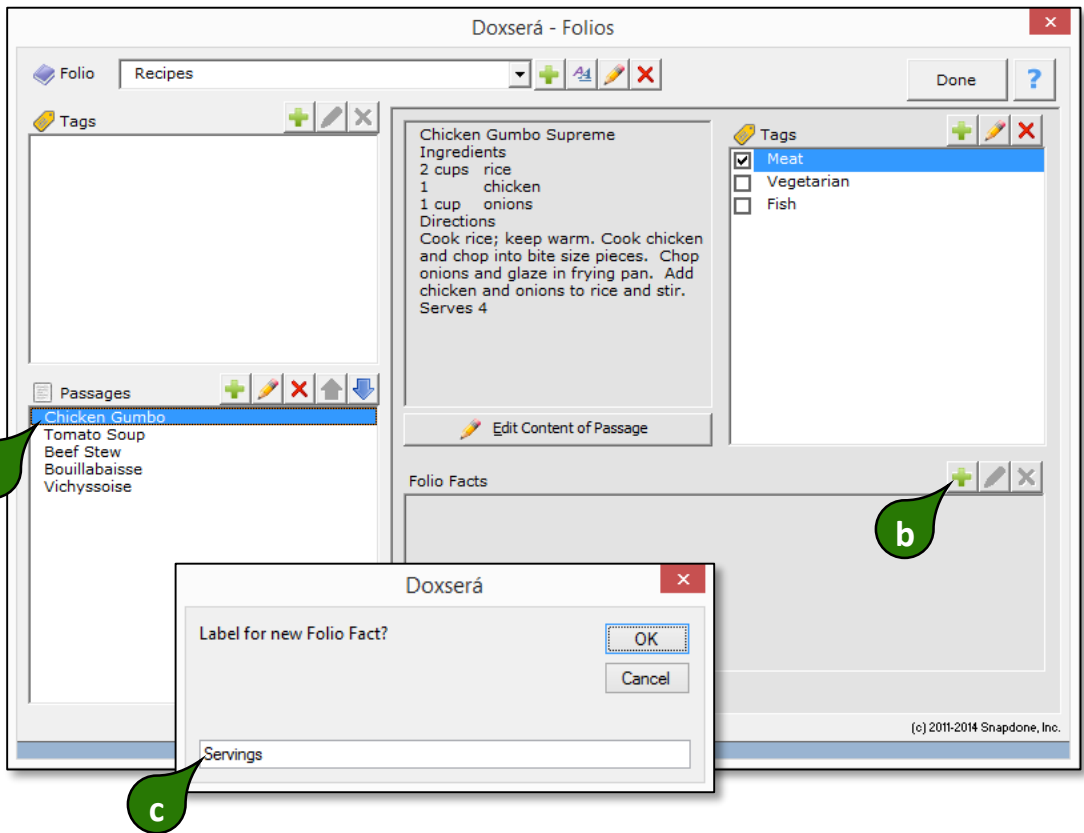 Doxserá - Folios
Folio
Recipes
Done
?
Tags
Chicken Gumbo Supreme
Ingredients
2 cups rice
1 chicken
1 cup onions
Directions
Cook rice; keep warm. Cook chicken
and chop into bite size pieces. Chop
onions and glaze in frying pan. Add
chicken and onions to rice and stir.
Serves 4
Tags
Meat
Vegetarian
Fish
Passages
Chicken Gumbo
Tomato Soup
Beef Stew
Bouillabaisse
Vichyssoise
Edit Content of Passage
Folio Facts
b
Doxserá
Label for new Folio Fact?
OK
Cancel
Servings
c
(c) 2011-2014 Snapdone, Inc.